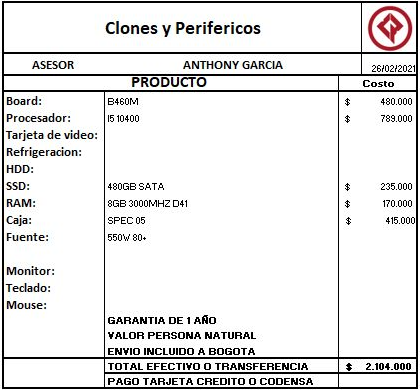 Clones y Perifericos
ASESOR ANTHONY GARCIA 26/02/2021
PRODUCTO Costo
Board: B460M $ 480.000
Procesador: I5 10400 $ 789.000
Tarjeta de video:
Refrigeracion:
HDD:
SSD: 480GB SATA $ 235.000
RAM: 8GB 3000MHZ D41 $ 170.000
Caja: SPEC 05 $ 415.000
Fuente: 550W 80+
Monitor:
Teclado:
Mouse:
GARANTIA DE 1 AÑO
VALOR PERSONA NATURAL
ENVIO INCLUIDO A BOGOTA
TOTAL EFECTIVO O TRANSFERENCIA $ 2.104.000
PAGO TARJETA CREDITO O CODENSA